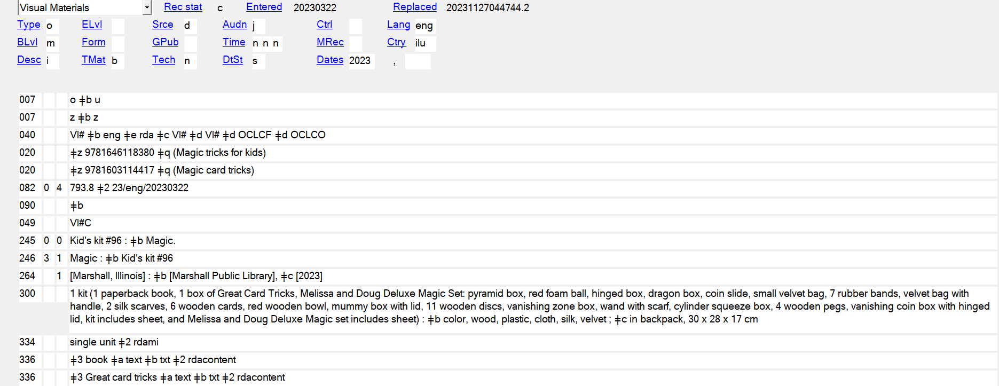 Visual Materials Rec stat c Entered 20230322 Replaced 20231127044744.2
Type o ELvl Srce d Audn j Ctrl Lang eng
BLvl m Form GPub Time n n n MRec Ctry ilu
Desc i TMat b Tech n DtSt s Dates 2023 ,
007 o ǂb u
007 z ǂb z
040 VI# ǂb eng ǂe rda ǂc VI# ǂd VI# ǂd OCLCF ǂd OCLCO
020 ǂz 9781646118380 ǂq (Magic tricks for kids)
020 ǂz 9781603114417 ǂq (Magic card tricks)
082 0 4 793.8 ǂ2 23/eng/20230322
090 ǂb
049 VI#C
245 0 0 Kid's kit #96 : ǂb Magic.
246 3 1 Magic : ǂb Kid's kit #96
264 1 [Marshall, Illinois] : ǂb [Marshall Public Library], ǂc [2023]
300 1 kit (1 paperback book, 1 box of Great Card Tricks, Melissa and Doug Deluxe Magic Set: pyramid box, red foam ball, hinged box, dragon box, coin slide, small velvet bag, 7 rubber bands, velvet bag with
handle, 2 silk scarves, 6 wooden cards, red wooden bowl, mummy box with lid, 11 wooden discs, vanishing zone box, wand with scarf, cylinder squeeze box, 4 wooden pegs, vanishing coin box with hinged
lid, kit includes sheet, and Melissa and Doug Deluxe Magic set includes sheet) : ǂb color, wood, plastic, cloth, silk, velvet ; ǂc in backpack, 30 x 28 x 17 cm
334 single unit ǂ2 rdami
336 ǂ3 book ǂa text ǂb txt ǂ2 rdacontent
336 ǂ3 Great card tricks ǂa text ǂb txt ǂ2 rdacontent